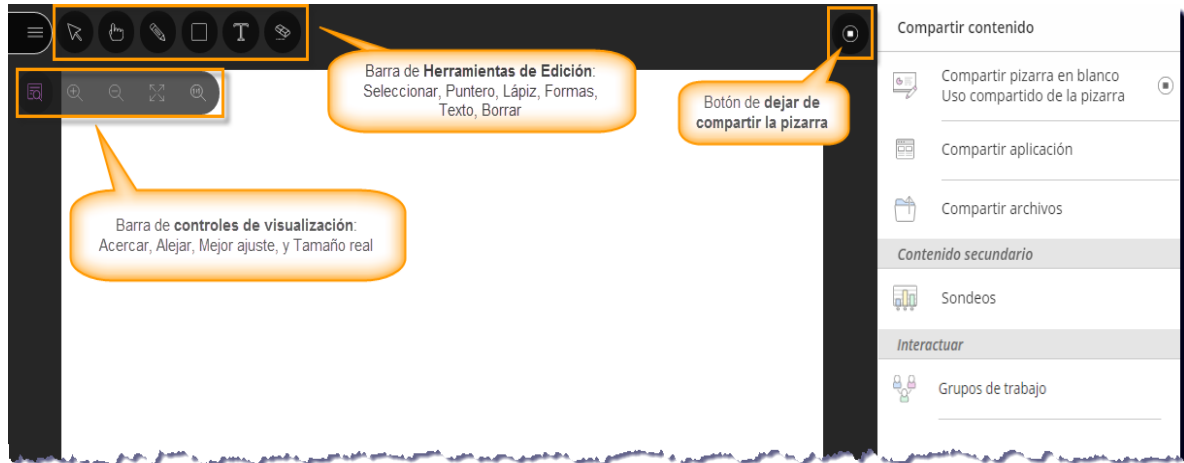 T
Barra de Herramientas de Edición:
Seleccionar, Puntero, Lápiz, Formas,
Texto, Borrar
Botón de dejar de
compartir la pizarra
Barra de controles de visualización:
Acercar, Alejar, Mejor ajuste, y Tamaño real
Compartir contenido
Compartir pizarra en blanco
Uso compartido de la pizarra
Compartir aplicación
Compartir archivos
Contenido secundario
Sondeos
Interactuar
Grupos de trabajo